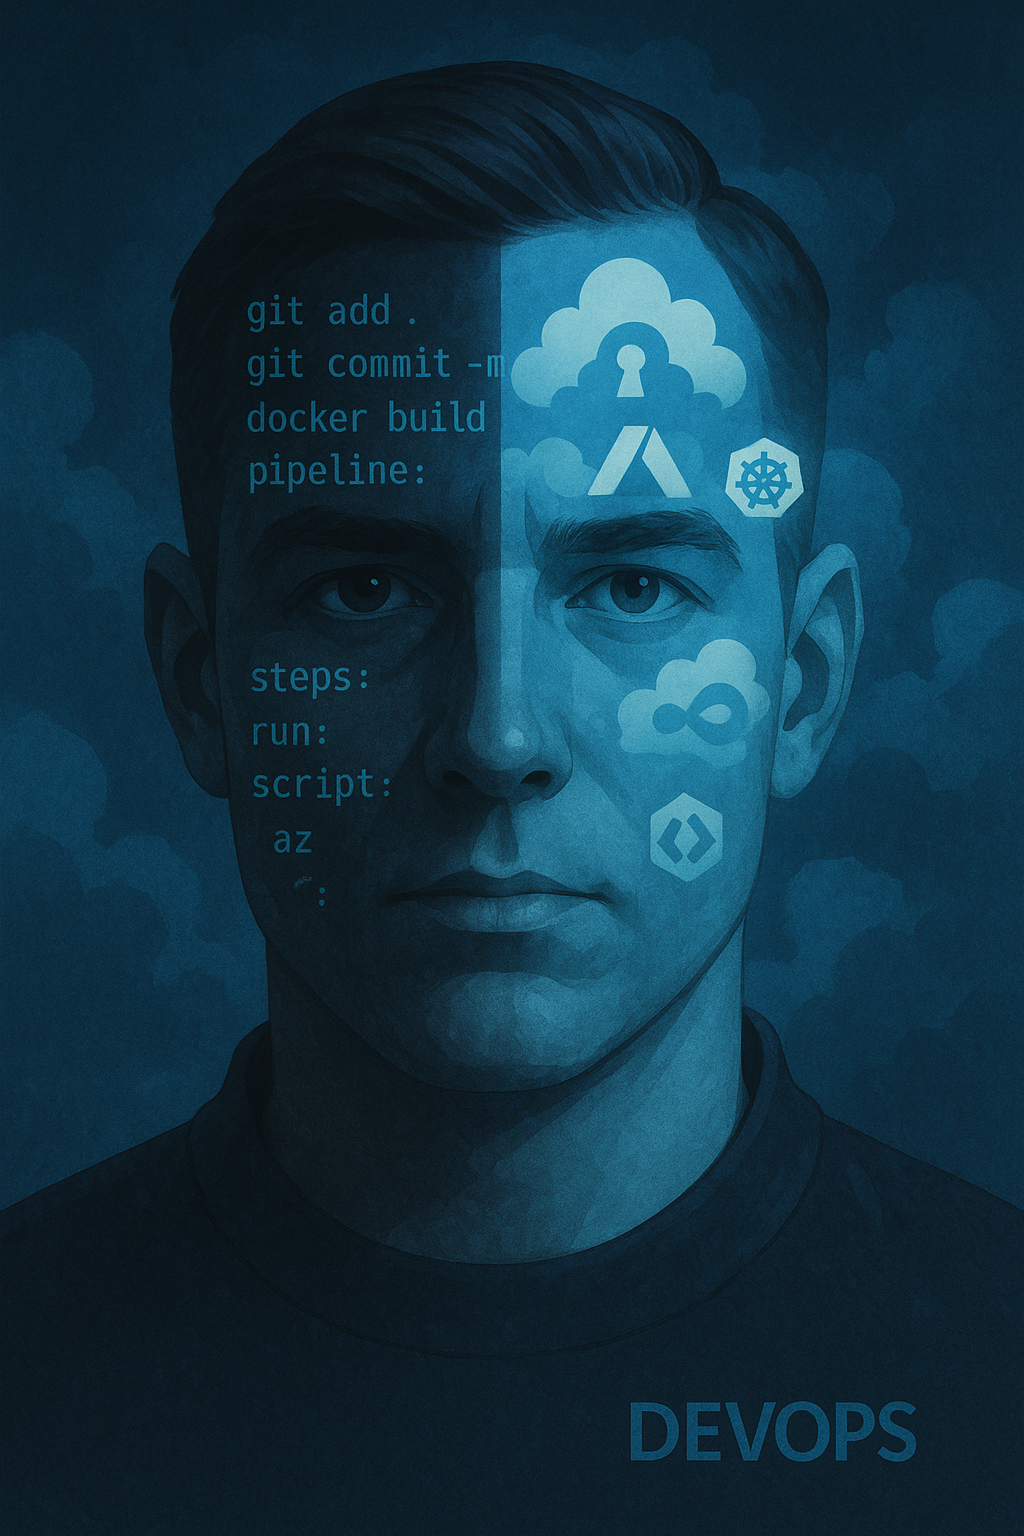 git add .
git commit -m
docker build
pipeline:
steps:
run:
script:
az
:
DEVOPS